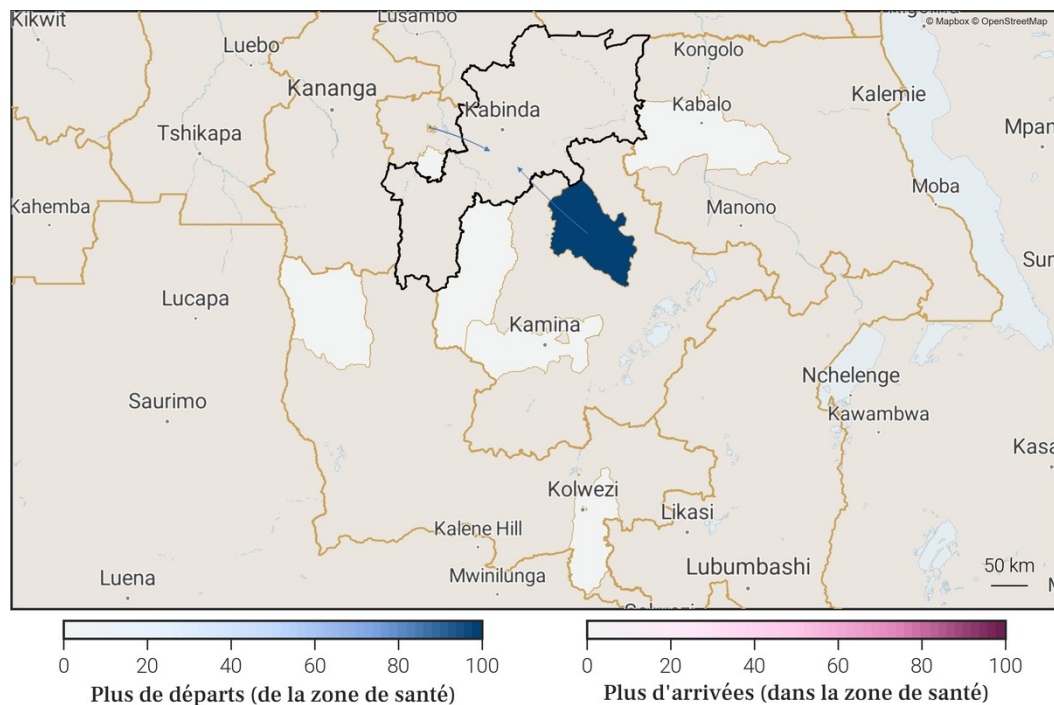 © Mapbox © OpenStreetMap
Kikwit
Lusambo
Luebo
Kongolo
Kananga
Kabinda
Kabalo
Kalemie
Tshikapa
Mpan
Moba
Kahemba
Manono
Sun
Lucapa
Kamina
Nchelenge
Saurimo
Kawambwa
Kasa
Kolwezi
Likasi
Kalene Hill
Luena
Mwinilunga
Lubumbashi
50 km
0 20 40 60 80 100
Plus de départs (de la zone de santé)
0 20 40 60 80 100
Plus d'arrivées (dans la zone de santé)